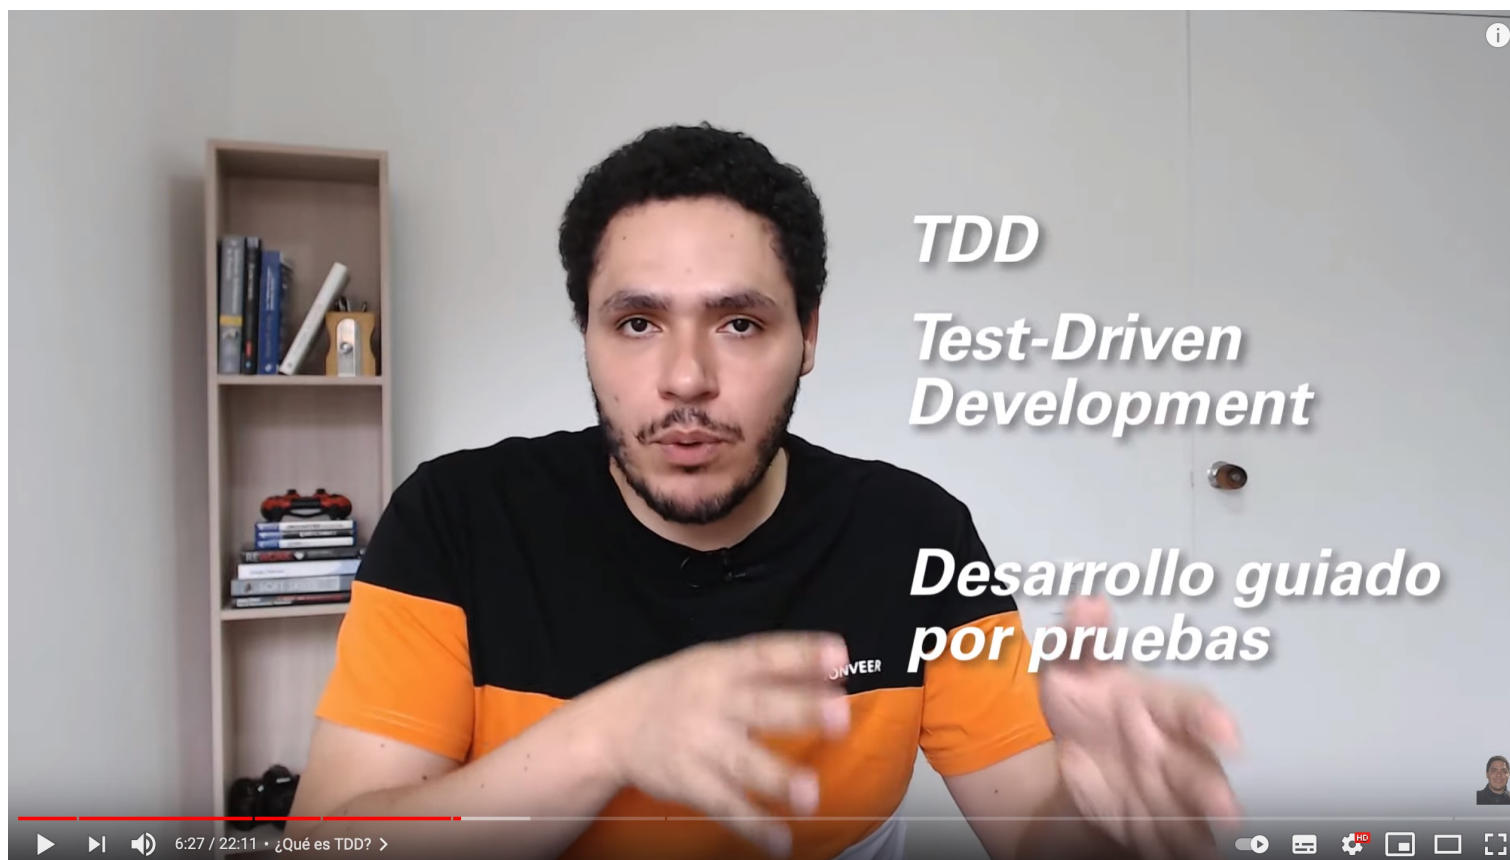 TDD
Test-Driven
Development
Desarrollo guiado
por pruebas
ONVEER
6:27 / 22:11 • ¿Qué es TDD? >
HD